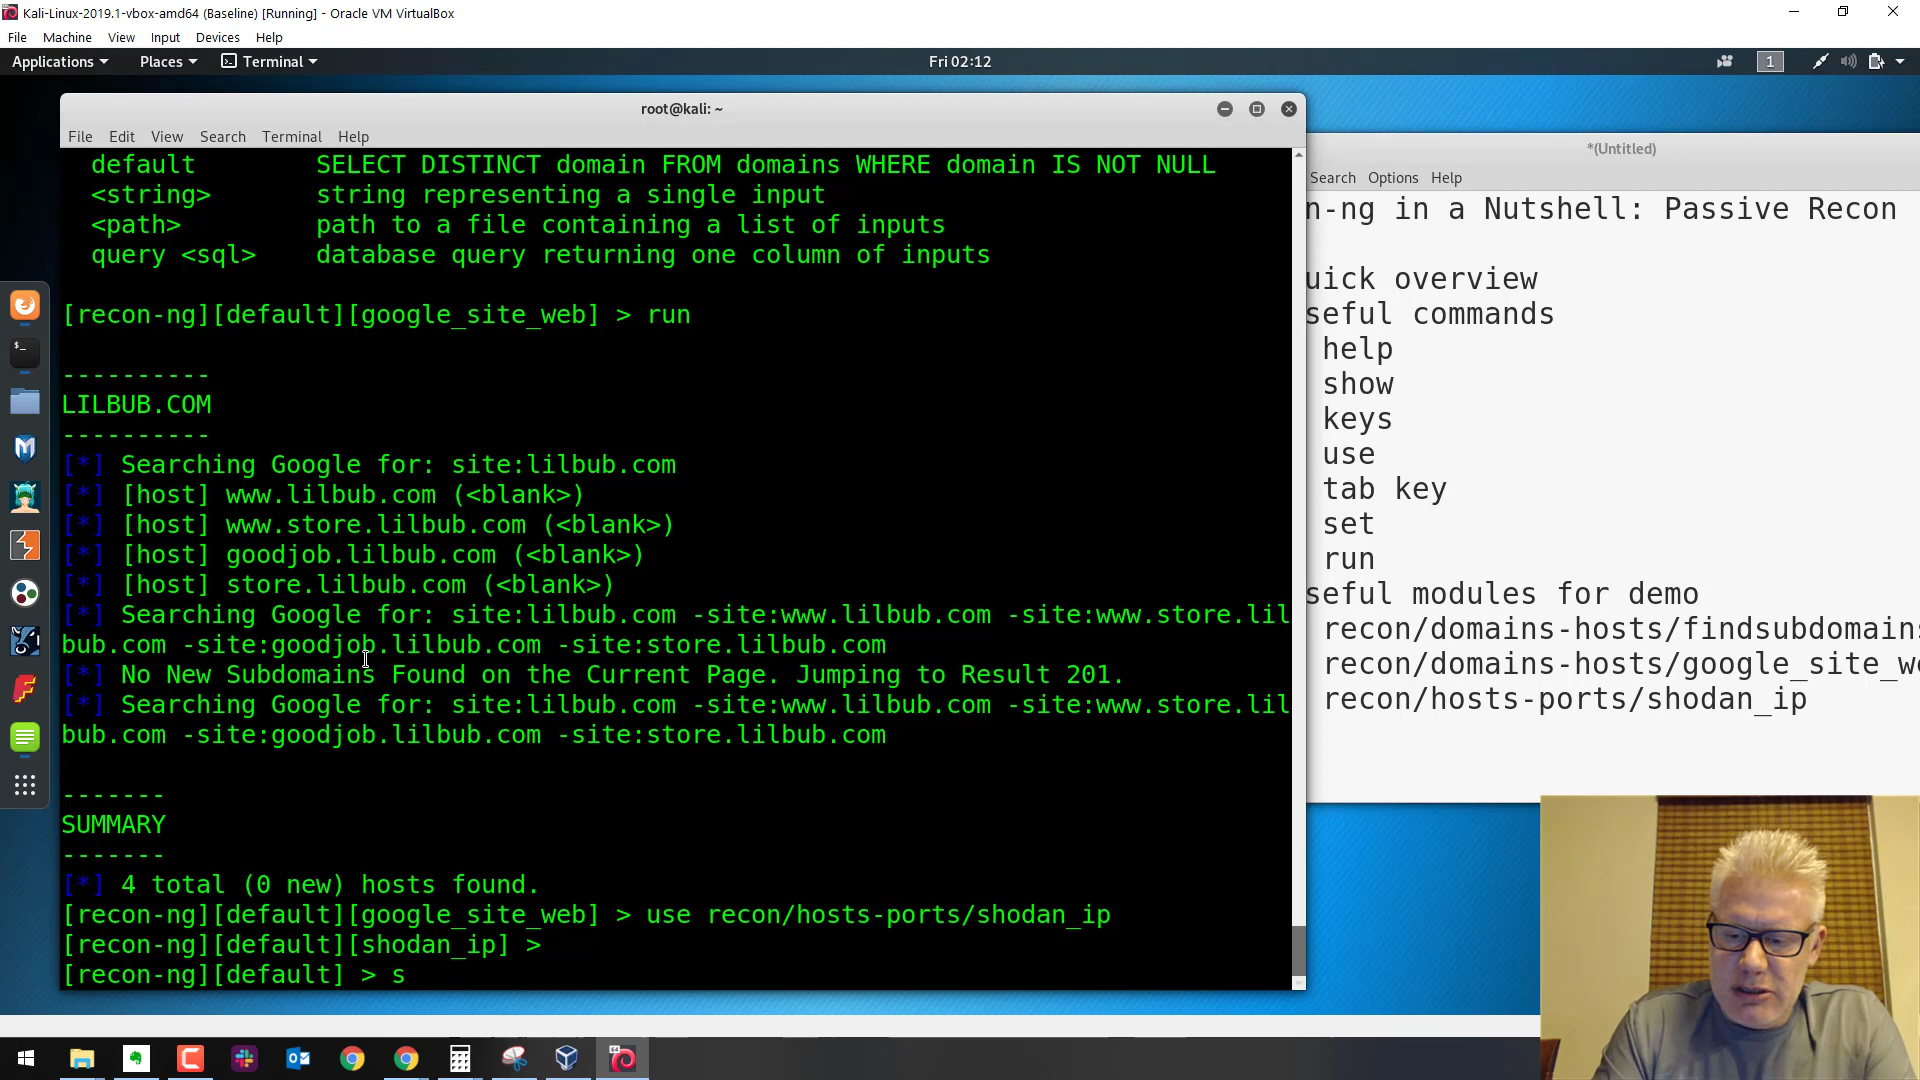 Kali-Linux-2019.1-vbox-amd64 (Baseline) [Running] - Oracle VM VirtualBox
File Machine View Input Devices Help
Applications Places Terminal Fri 02:12 1
root@kali: ~
File Edit View Search Terminal Help
default SELECT DISTINCT domain FROM domains WHERE domain IS NOT NULL
<string> string representing a single input
<path> path to a file containing a list of inputs
query <sql> database query returning one column of inputs
[recon-ng][default][google_site_web] > run
----------
LILBUB.COM
----------
[*] Searching Google for: site:lilbub.com
[*] [host] www.lilbub.com (<blank>)
[*] [host] www.store.lilbub.com (<blank>)
[*] [host] goodjob.lilbub.com (<blank>)
[*] [host] store.lilbub.com (<blank>)
[*] Searching Google for: site:lilbub.com -site:www.lilbub.com -site:www.store.lil
bub.com -site:goodjob.lilbub.com -site:store.lilbub.com
[*] No New Subdomains Found on the Current Page. Jumping to Result 201.
[*] Searching Google for: site:lilbub.com -site:www.lilbub.com -site:www.store.lil
bub.com -site:goodjob.lilbub.com -site:store.lilbub.com
-------
SUMMARY
-------
[*] 4 total (0 new) hosts found.
[recon-ng][default][google_site_web] > use recon/hosts-ports/shodan_ip
[recon-ng][default][shodan_ip] >
[recon-ng][default] > s
*(Untitled)
Search Options Help
n-ng in a Nutshell: Passive Recon
uick overview
seful commands
help
show
keys
use
tab key
set
run
seful modules for demo
recon/domains-hosts/findsubdomains
recon/domains-hosts/google_site_w
recon/hosts-ports/shodan_ip